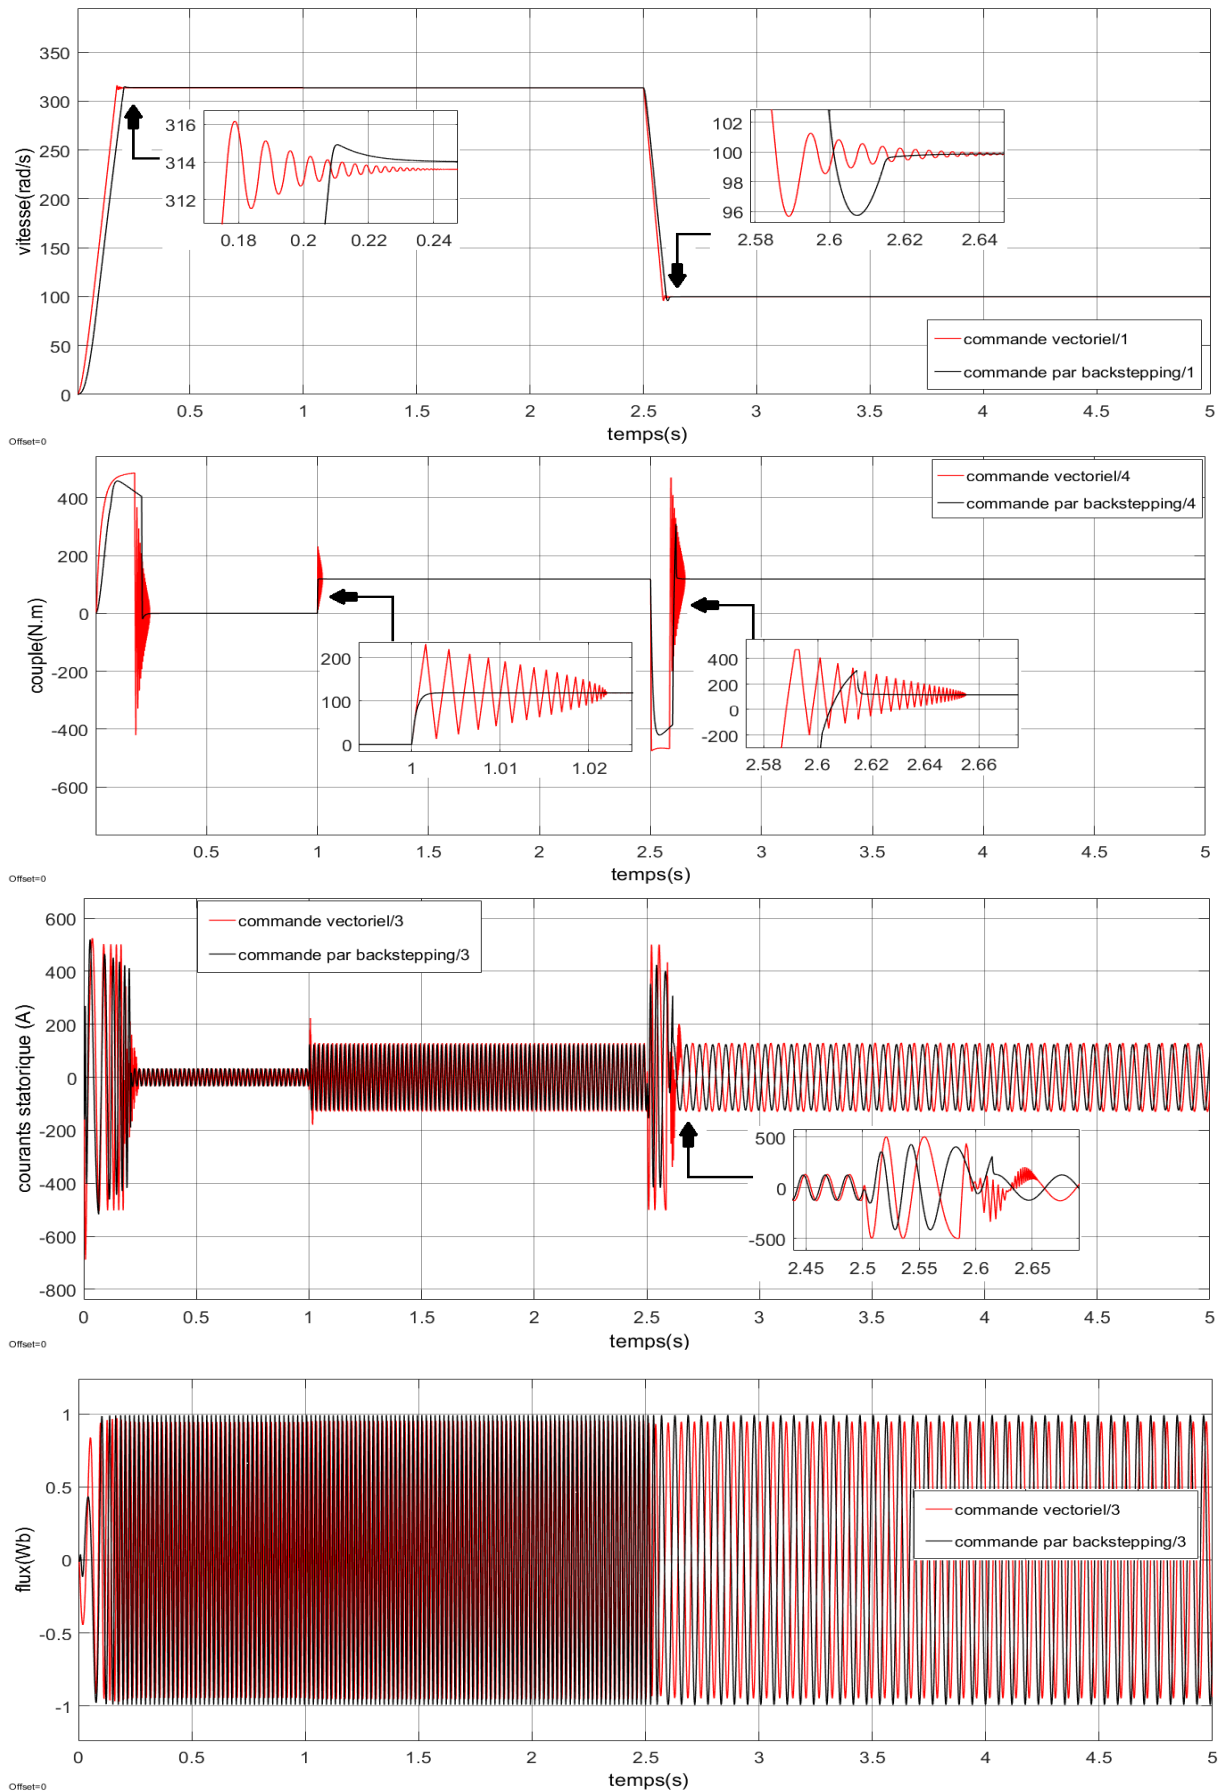 350
300
250
200
150
100
50
0
vitesse(rad/s)
316
314
312
0.18 0.2 0.22 0.24
102
100
98
96
2.58 2.6 2.62 2.64
commande vectoriel/1
commande par backstepping/1
0.5 1 1.5 2 2.5 3 3.5 4 4.5 5
temps(s)
Offset=0
400
200
0
-200
-400
-600
couple(N.m)
commande vectoriel/4
commande par backstepping/4
200
100
0
1 1.01 1.02
400
200
0
-200
2.58 2.6 2.62 2.64 2.66
0.5 1 1.5 2 2.5 3 3.5 4 4.5 5
temps(s)
Offset=0
600
400
200
0
-200
-400
-600
-800
courants statorique (A)
commande vectoriel/3
commande par backstepping/3
500
0
-500
2.45 2.5 2.55 2.6 2.65
0 0.5 1 1.5 2 2.5 3 3.5 4 4.5 5
temps(s)
Offset=0
1
0.5
0
-0.5
-1
flux(Wb)
commande vectoriel/3
commande par backstepping/3
0 0.5 1 1.5 2 2.5 3 3.5 4 4.5 5
temps(s)
Offset=0